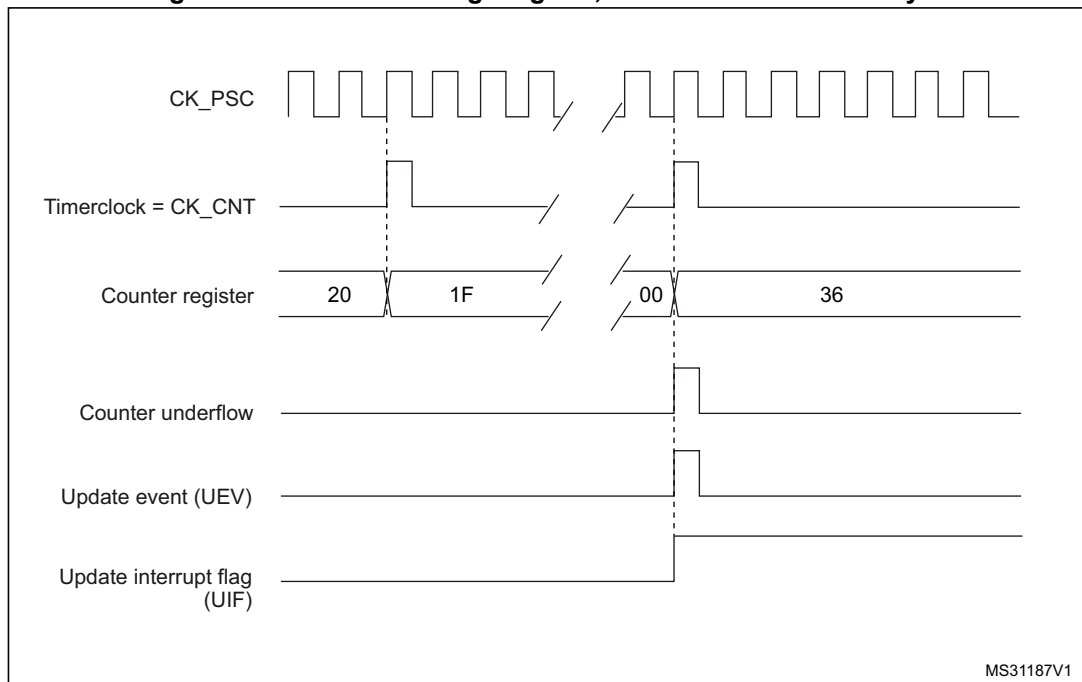 CK_PSC
Timerclock = CK_CNT
Counter register 20 1F 00 36
Counter underflow
Update event (UEV)
Update interrupt flag
(UIF)
MS31187V1